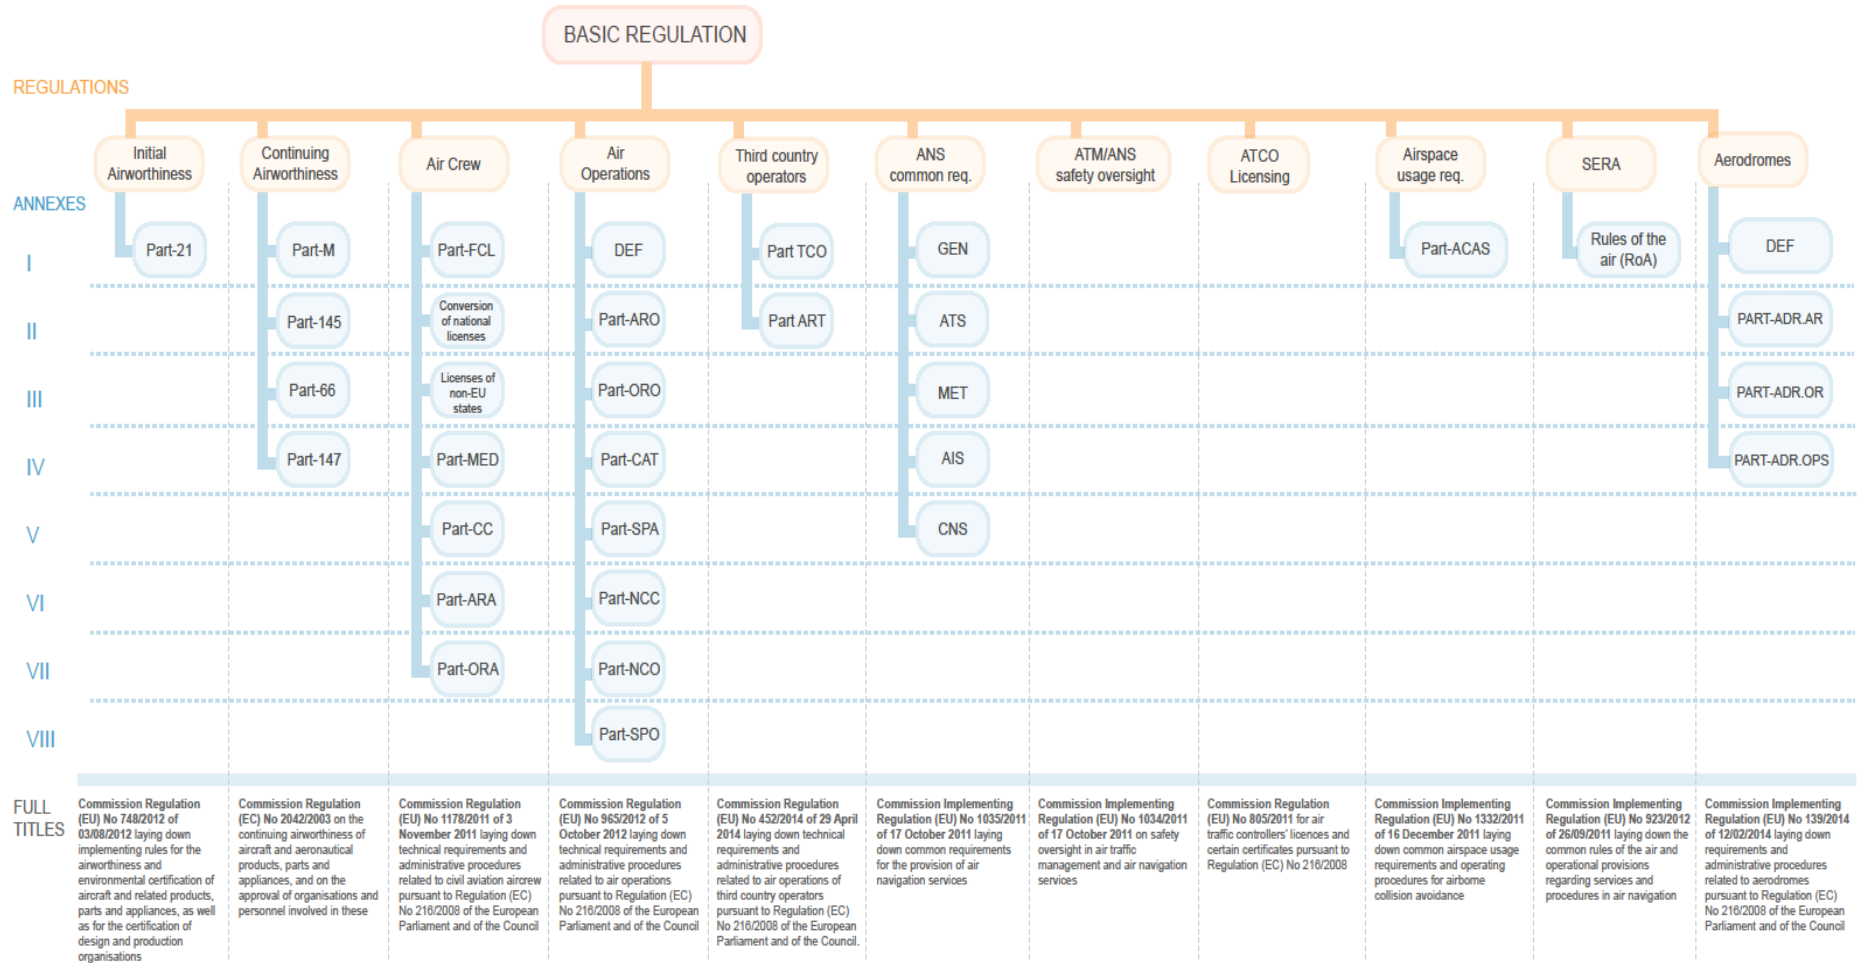 BASIC REGULATION
REGULATIONS
Initial
Airworthiness
Continuing
Airworthiness
Air Crew
Air
Operations
Third country
operators
ANS
common req.
ATM/ANS
safety oversight
ATCO
Licensing
Airspace
usage req.
SERA
Aerodromes
ANNEXES
I
Part-21
Part-M
Part-FCL
DEF
Part TCO
GEN
Part-ACAS
Rules of the
air (RoA)
DEF
II
Part-145
Conversion
of national
licenses
Part-ARO
Part ART
ATS
PART-ADR.AR
III
Part-66
Licenses of
non-EU
states
Part-ORO
MET
PART-ADR.OR
IV
Part-147
Part-MED
Part-CAT
AIS
PART-ADR.OPS
V
Part-CC
Part-SPA
CNS
VI
Part-ARA
Part-NCC
VII
Part-ORA
Part-NCO
VIII
Part-SPO
FULL
TITLES
Commission Regulation
(EU) No 748/2012 of
03/08/2012 laying down
implementing rules for the
airworthiness and
environmental certification of
aircraft and related products,
parts and appliances, as well
as for the certification of
design and production
organisations
Commission Regulation
(EC) No 2042/2003 on the
continuing airworthiness of
aircraft and aeronautical
products, parts and
appliances, and on the
approval of organisations and
personnel involved in these
Commission Regulation
(EU) No 1178/2011 of 3
November 2011 laying down
technical requirements and
administrative procedures
related to civil aviation aircrew
pursuant to Regulation (EC)
No 216/2008 of the European
Parliament and of the Council
Commission Regulation
(EU) No 965/2012 of 5
October 2012 laying down
technical requirements and
administrative procedures
related to air operations
pursuant to Regulation (EC)
No 216/2008 of the European
Parliament and of the Council
Commission Regulation
(EU) No 452/2014 of 29 April
2014 laying down technical
requirements and
administrative procedures
related to air operations of
third country operators
pursuant to Regulation (EC)
No 216/2008 of the European
Parliament and of the Council.
Commission Implementing
Regulation (EU) No 1035/2011
of 17 October 2011 laying
down common requirements
for the provision of air
navigation services
Commission Implementing
Regulation (EU) No 1034/2011
of 17 October 2011 on safety
oversight in air traffic
management and air navigation
services
Commission Regulation
(EU) No 805/2011 for air
traffic controllers' licences and
certain certificates pursuant to
Regulation (EC) No 216/2008
Commission Implementing
Regulation (EU) No 1332/2011
of 16 December 2011 laying
down common airspace usage
requirements and operating
procedures for airborne
collision avoidance
Commission Implementing
Regulation (EU) No 923/2012
of 26/09/2011 laying down the
common rules of the air and
operational provisions
regarding services and
procedures in air navigation
Commission Implementing
Regulation (EU) No 139/2014
of 12/02/2014 laying down
requirements and
administrative procedures
related to aerodromes
pursuant to Regulation (EC)
No 216/2008 of the European
Parliament and of the Council